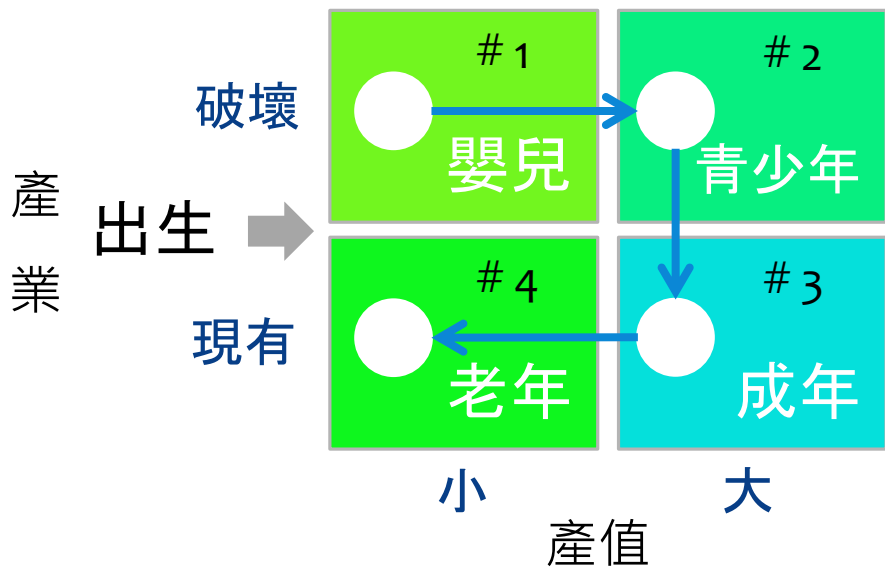 #1
#2
破壞
嬰兒
青少年
產業
出生
#4
#3
現有
老年
成年
小
大
產值